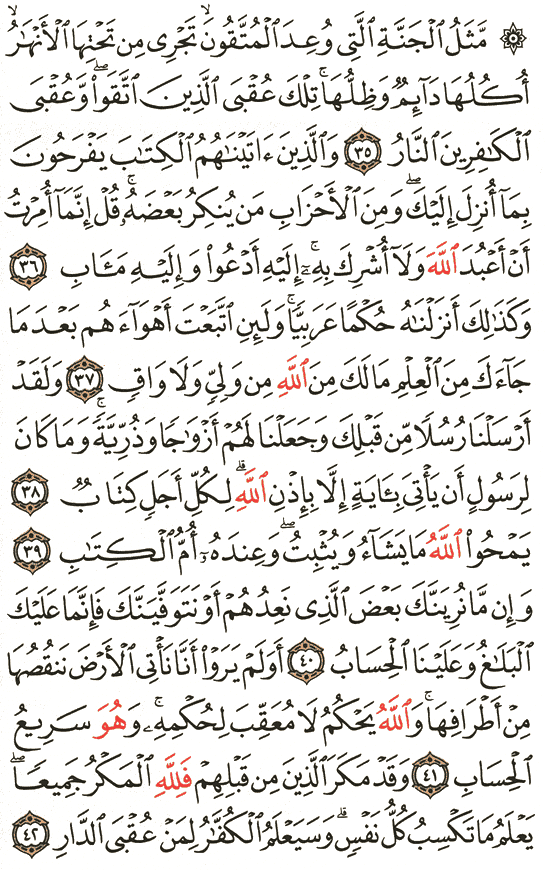 ۞ مَّثَلُ ٱلْجَنَّةِ ٱلَّتِى وُعِدَ ٱلْمُتَّقُونَ ۖ تَجْرِى مِن تَحْتِهَا ٱلْأَنْهَٰرُ ۖ
أُكُلُهَا دَآئِمٌ وَظِلُّهَا ۚ تِلْكَ عُقْبَى ٱلَّذِينَ ٱتَّقَوا۟ ۖ وَّعُقْبَى
ٱلْكَٰفِرِينَ ٱلنَّارُ ٣٥ وَٱلَّذِينَ ءَاتَيْنَٰهُمُ ٱلْكِتَٰبَ يَفْرَحُونَ
بِمَآ أُنزِلَ إِلَيْكَ ۖ وَمِنَ ٱلْأَحْزَابِ مَن يُنكِرُ بَعْضَهُۥ ۚ قُلْ إِنَّمَآ أُمِرْتُ
أَنْ أَعْبُدَ ٱللَّهَ وَلَآ أُشْرِكَ بِهِۦٓ ۚ إِلَيْهِ أَدْعُوا۟ وَإِلَيْهِ مَـَٔابِ ٣٦
وَكَذَٰلِكَ أَنزَلْنَٰهُ حُكْمًا عَرَبِيًّا ۚ وَلَئِنِ ٱتَّبَعْتَ أَهْوَآءَهُم بَعْدَ مَا
جَآءَكَ مِنَ ٱلْعِلْمِ مَا لَكَ مِنَ ٱللَّهِ مِن وَلِىٍّ وَلَا وَاقٍ ٣٧ وَلَقَدْ
أَرْسَلْنَا رُسُلًا مِّن قَبْلِكَ وَجَعَلْنَا لَهُمْ أَزْوَٰجًا وَذُرِّيَّةً ۚ وَمَا كَانَ
لِرَسُولٍ أَن يَأْتِىَ بِـَٔايَةٍ إِلَّا بِإِذْنِ ٱللَّهِ ۗ لِكُلِّ أَجَلٍ كِتَابٌ ٣٨
يَمْحُوا۟ ٱللَّهُ مَا يَشَآءُ وَيُثْبِتُ ۖ وَعِندَهُۥٓ أُمُّ ٱلْكِتَٰبِ ٣٩
وَإِن مَّا نُرِيَنَّكَ بَعْضَ ٱلَّذِى نَعِدُهُمْ أَوْ نَتَوَفَّيَنَّكَ فَإِنَّمَا عَلَيْكَ
ٱلْبَلَٰغُ وَعَلَيْنَا ٱلْحِسَابُ ٤٠ أَوَلَمْ يَرَوْا۟ أَنَّا نَأْتِى ٱلْأَرْضَ نَنقُصُهَا
مِنْ أَطْرَافِهَا ۚ وَٱللَّهُ يَحْكُمُ لَا مُعَقِّبَ لِحُكْمِهِۦ ۚ وَهُوَ سَرِيعُ
ٱلْحِسَابِ ٤١ وَقَدْ مَكَرَ ٱلَّذِينَ مِن قَبْلِهِمْ فَلِلَّهِ ٱلْمَكْرُ جَمِيعًا ۖ
يَعْلَمُ مَا تَكْسِبُ كُلُّ نَفْسٍ ۗ وَسَيَعْلَمُ ٱلْكُفَّٰرُ لِمَنْ عُقْبَى ٱلدَّارِ ٤٢